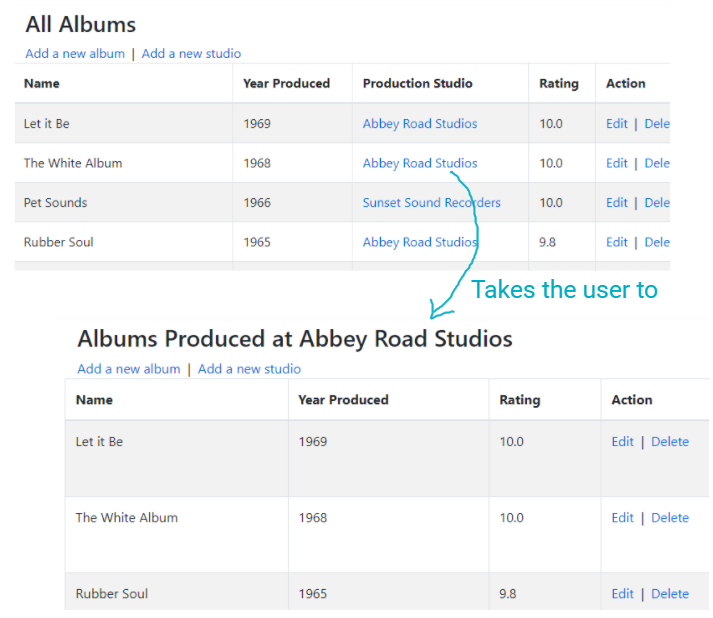 All Albums
Add a new album | Add a new studio
Name Year Produced Production Studio Rating Action
Let it Be 1969 Abbey Road Studios 10.0 Edit | Dele
The White Album 1968 Abbey Road Studios 10.0 Edit | Dele
Pet Sounds 1966 Sunset Sound Recorders 10.0 Edit | Dele
Rubber Soul 1965 Abbey Road Studios 9.8 Edit | Dele
Takes the user to
Albums Produced at Abbey Road Studios
Add a new album | Add a new studio
Name Year Produced Rating Action
Let it Be 1969 10.0 Edit | Delete
The White Album 1968 10.0 Edit | Delete
Rubber Soul 1965 9.8 Edit | Delete